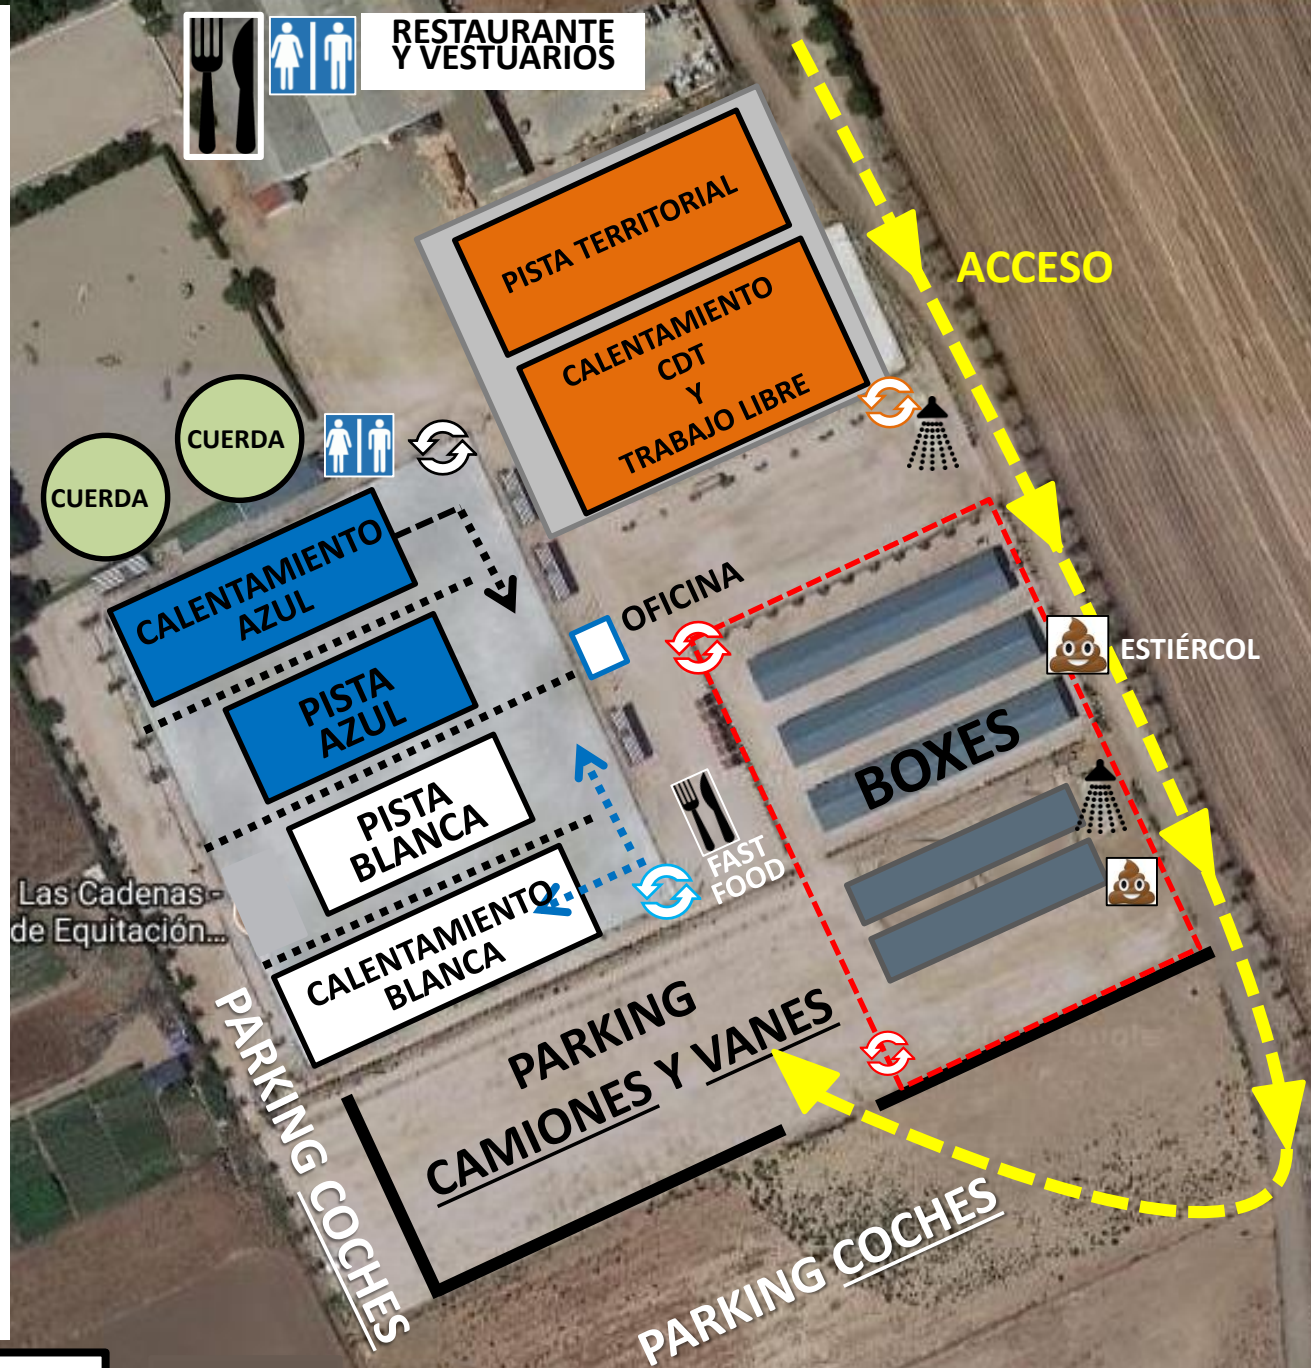 RESTAURANTE
Y VESTUARIOS
PISTA TERRITORIAL
ACCESO
CALENTAMIENTO
CDT
Y
TRABAJO LIBRE
CUERDA
CUERDA
CALENTAMIENTO
AZUL
OFICINA
ESTIÉRCOL
PISTA
AZUL
BOXES
PISTA
BLANCA
FAST
FOOD
Las Cadenas -
de Equitación...
CALENTAMIENTO
BLANCA
PARKING
CAMIONES Y VANES
PARKING COCHES
PARKING COCHES